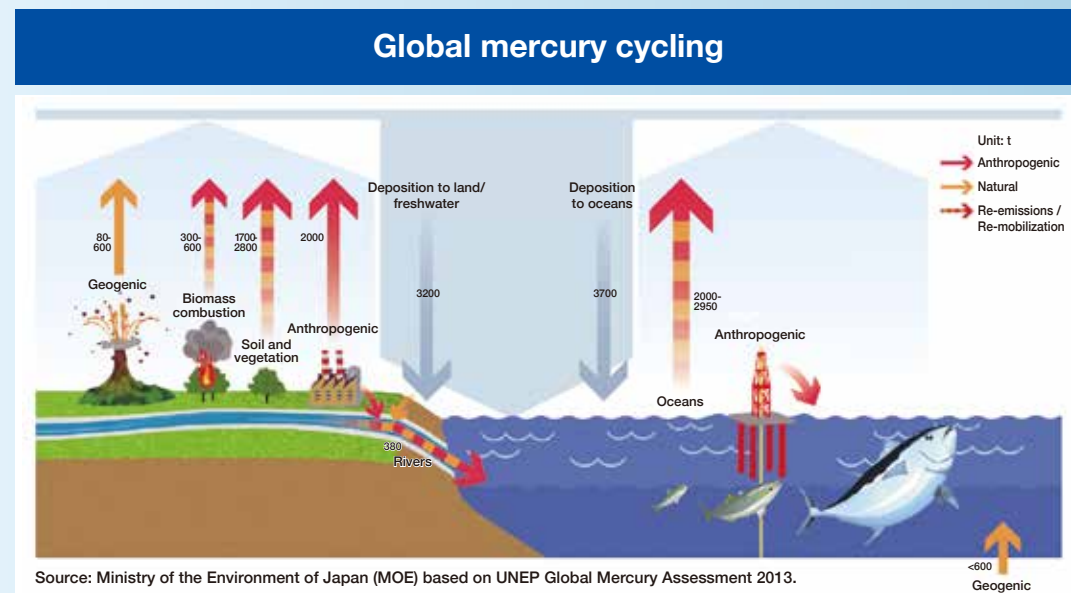 Global mercury cycling
Unit: t
Anthropogenic
Natural
Re-emissions /
Re-mobilization
Deposition to land/
freshwater
Deposition
to oceans
80-
600
300-
600
1700-
2800
2000
3200
3700
2000-
2950
Geogenic
Biomass
combustion
Soil and
vegetation
Anthropogenic
Anthropogenic
Oceans
380
Rivers
<600
Geogenic
Source: Ministry of the Environment of Japan (MOE) based on UNEP Global Mercury Assessment 2013.